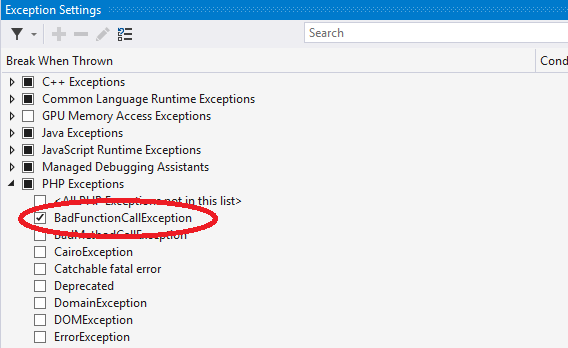 Exception Settings
Search
Break When Thrown Cond
C++ Exceptions
Common Language Runtime Exceptions
GPU Memory Access Exceptions
Java Exceptions
JavaScript Runtime Exceptions
Managed Debugging Assistants
PHP Exceptions
<All PHP Exceptions not in this list>
BadFunctionCallException
BadMethodCallException
CairoException
Catchable fatal error
Deprecated
DomainException
DOMException
ErrorException